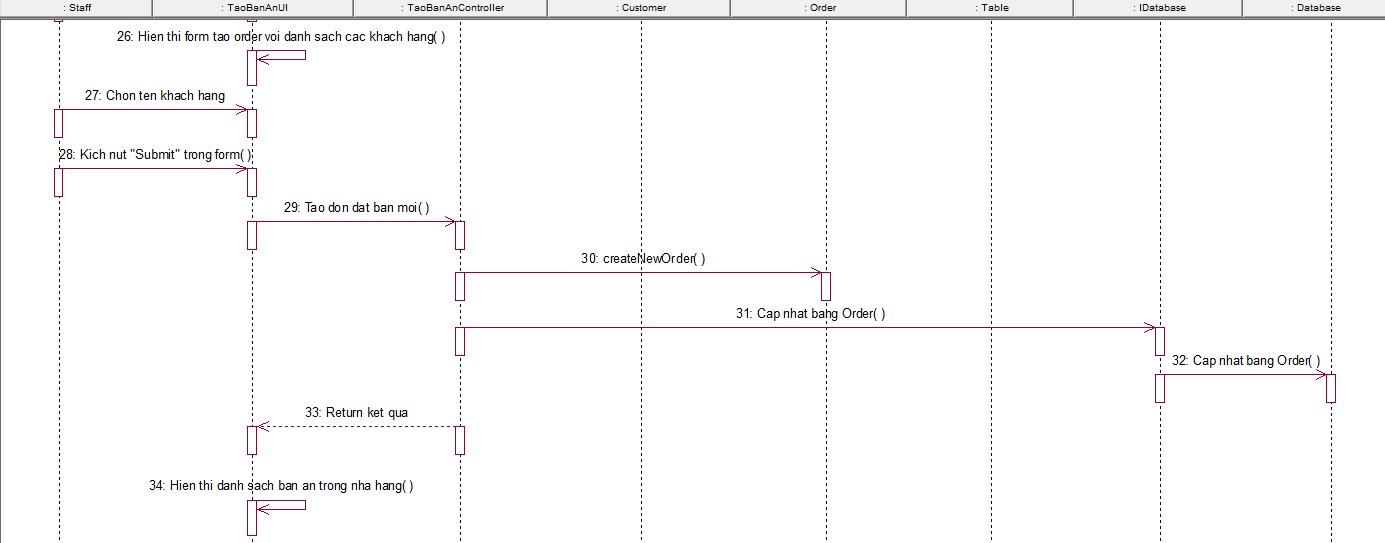 : Staff
: TaoBanAnUI
: TaoBanAnController
: Customer
: Order
: Table
: IDatabase
: Database
26: Hien thi form tao order voi danh sach cac khach hang( )
27: Chon ten khach hang
28: Kich nut "Submit" trong form( )
29: Tao don dat ban moi( )
30: createNewOrder( )
31: Cap nhat bang Order( )
32: Cap nhat bang Order( )
33: Return ket qua
34: Hien thi danh sach ban an trong nha hang( )